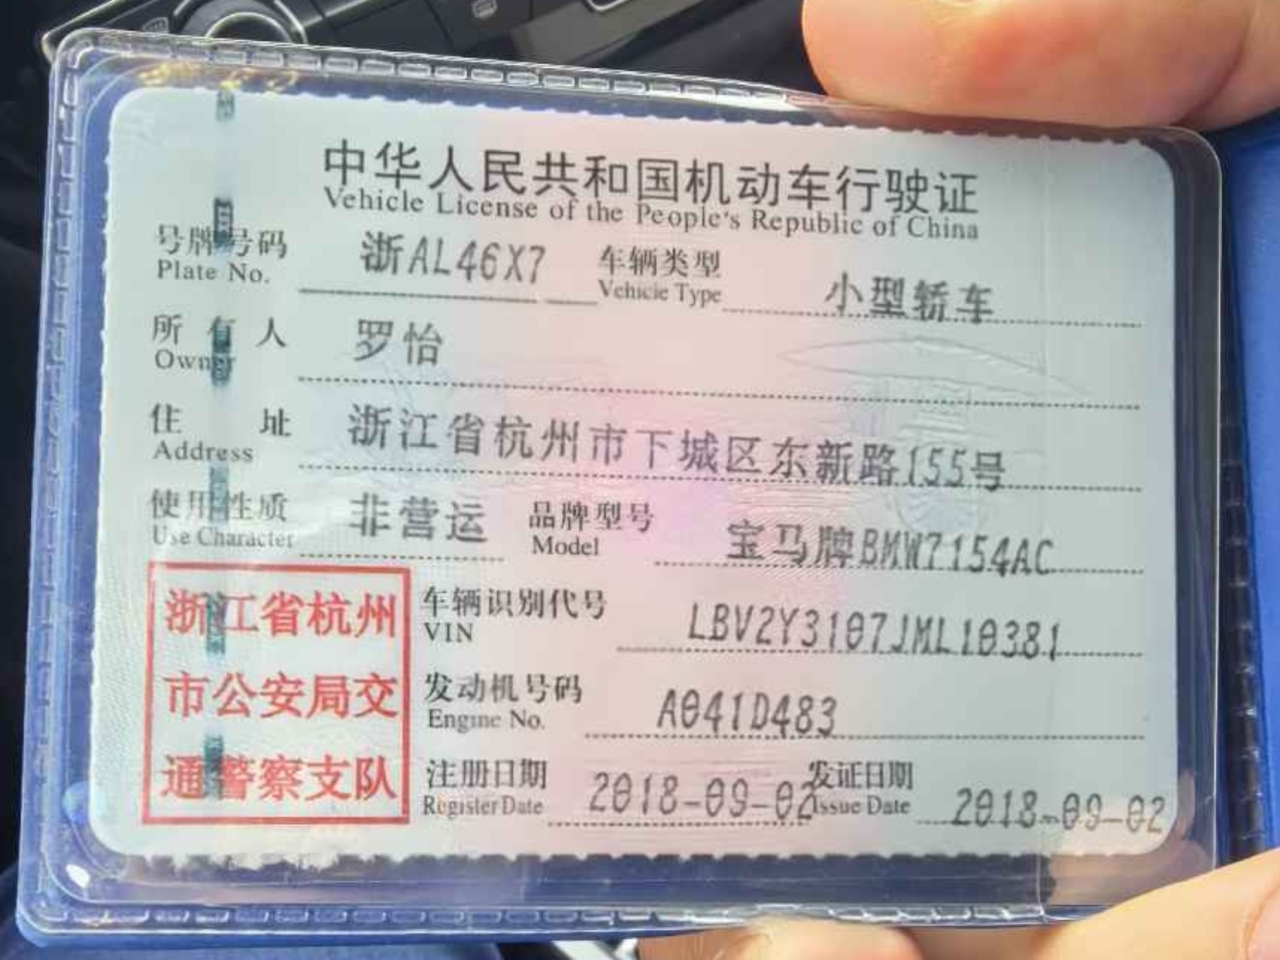 中华人民共和国机动车行驶证
Vehicle License of the People's Republic of China
号牌号码 浙AL46X7 车辆类型 小型轿车
Plate No. Vehicle Type
所有人 罗怡
Owner
住址 浙江省杭州市下城区东新路155号
Address
使用性质 非营运 品牌型号 宝马牌BMW7154AC
Use Character Model
浙江省杭州
市公安局交
通警察支队
车辆识别代号 LBV2Y3107JML10381
VIN
发动机号码 A041D483
Engine No.
注册日期 2018-09-02 发证日期 2018-09-02
Register Date Issue Date